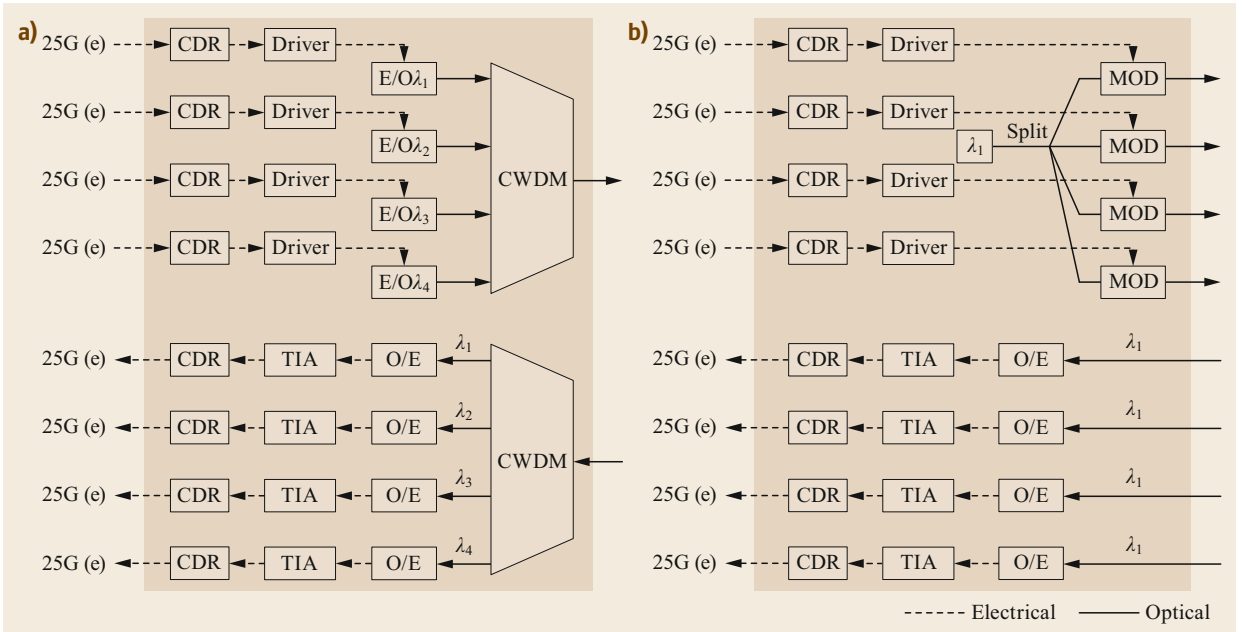 a)
25G (e) CDR Driver
E/Oλ1
25G (e) CDR Driver
E/Oλ2
25G (e) CDR Driver
E/Oλ3
25G (e) CDR Driver
E/Oλ4
CWDM
25G (e) CDR TIA O/E λ1
25G (e) CDR TIA O/E λ2
25G (e) CDR TIA O/E λ3
25G (e) CDR TIA O/E λ4
CWDM
b)
25G (e) CDR Driver
MOD
25G (e) CDR Driver
λ1 Split MOD
25G (e) CDR Driver
MOD
25G (e) CDR Driver
MOD
25G (e) CDR TIA O/E λ1
25G (e) CDR TIA O/E λ1
25G (e) CDR TIA O/E λ1
25G (e) CDR TIA O/E λ1
Electrical Optical